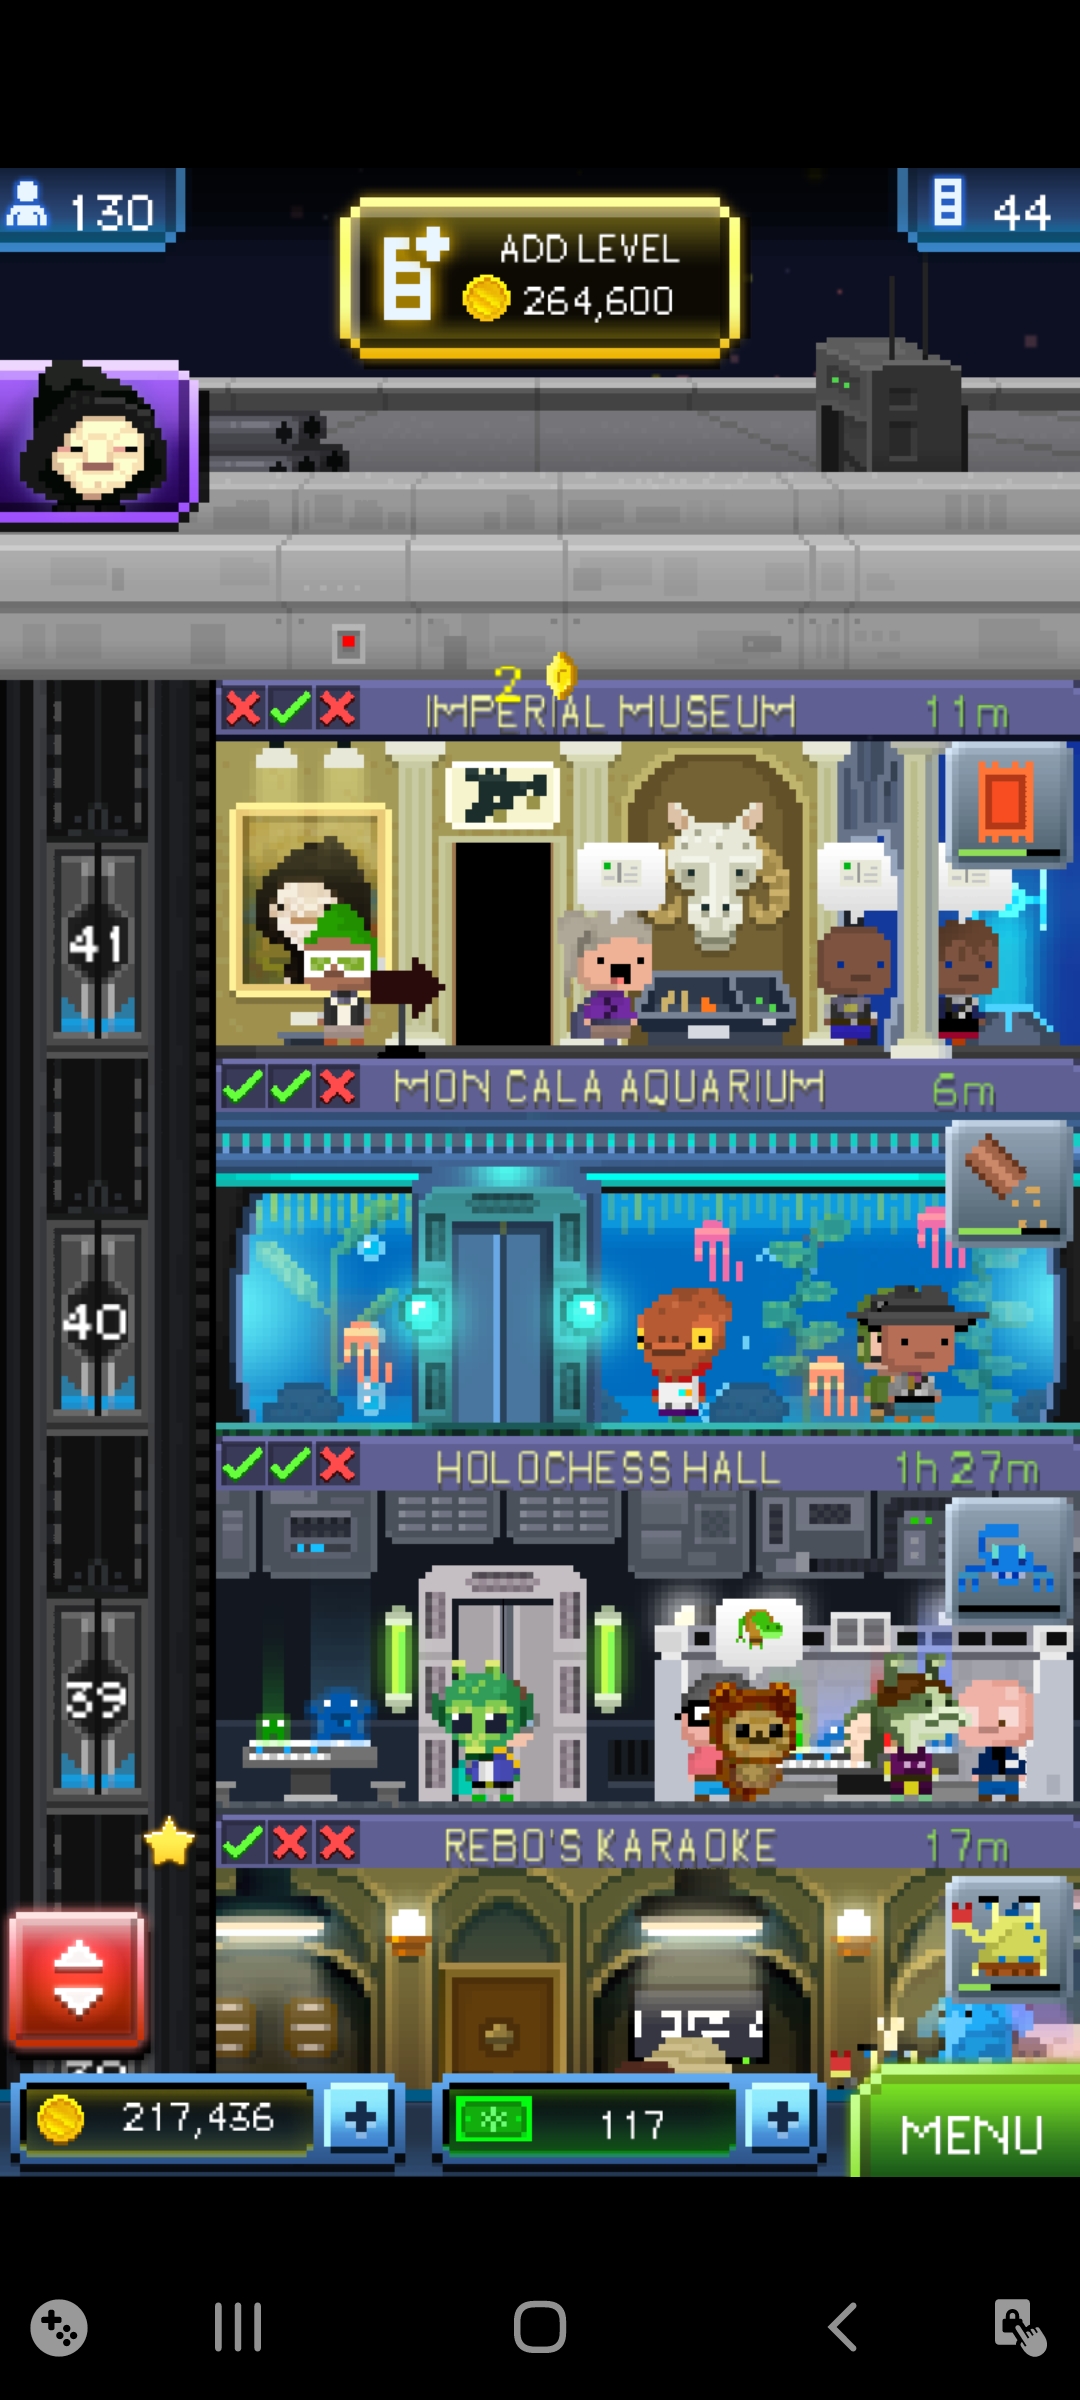 130
ADD LEVEL
264,600
44
2
IMPERIAL MUSEUM 11m
41
MON CALA AQUARIUM 6m
40
HOLOCHESS HALL 1h 27m
39
REBO'S KARAOKE 17m
217,436
117
MENU